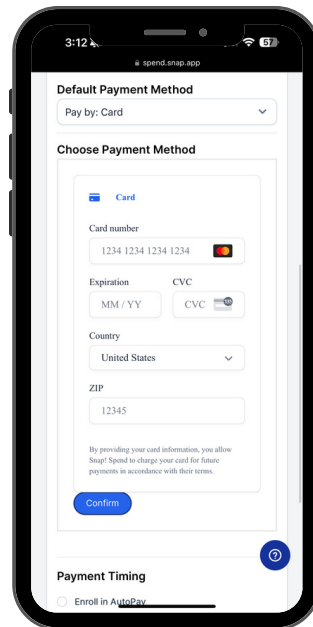 3:12
57
spend.snap.app
Default Payment Method
Pay by: Card
Choose Payment Method
Card
Card number
1234 1234 1234 1234
Expiration
CVC
MM / YY
CVC
135
Country
United States
ZIP
12345
By providing your card information, you allow
Snap! Spend to charge your card for future
payments in accordance with their terms.
Confirm
?
Payment Timing
Enroll in AutoPay